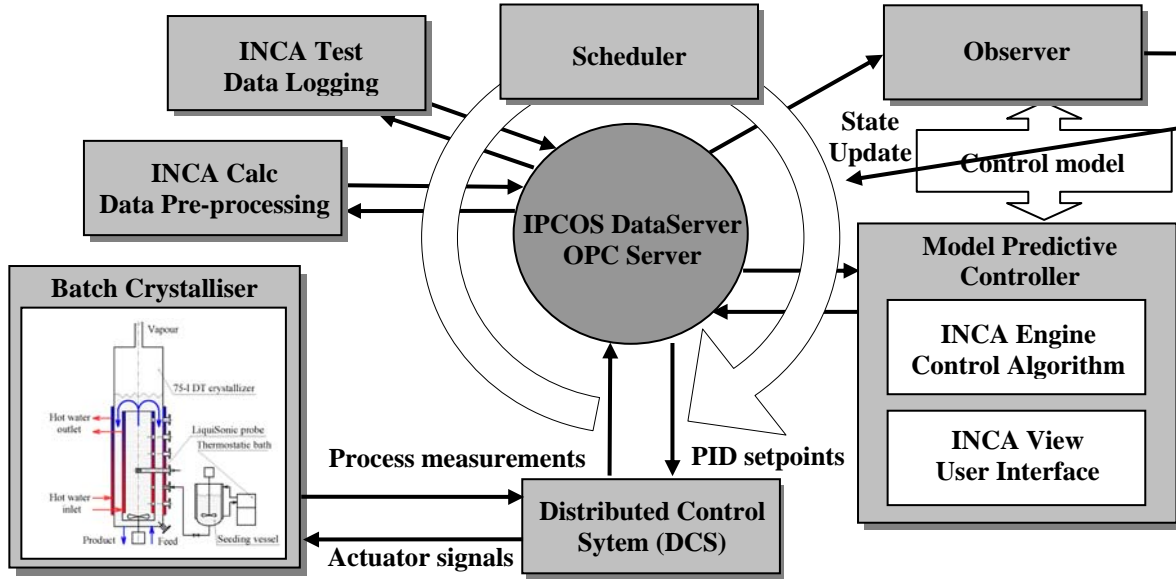 INCA Test
Data Logging
Scheduler
Observer
State
Update
Control model
INCA Calc
Data Pre-processing
IPCOS DataServer
OPC Server
Model Predictive
Controller
INCA Engine
Control Algorithm
INCA View
User Interface
Batch Crystalliser
Vapour
75-l DT crystallizer
Hot water
outlet
LiquiSonic probe
Thermostatic bath
Hot water
inlet
Product
Feed
Seeding vessel
Process measurements
PID setpoints
Distributed Control
Sytem (DCS)
Actuator signals